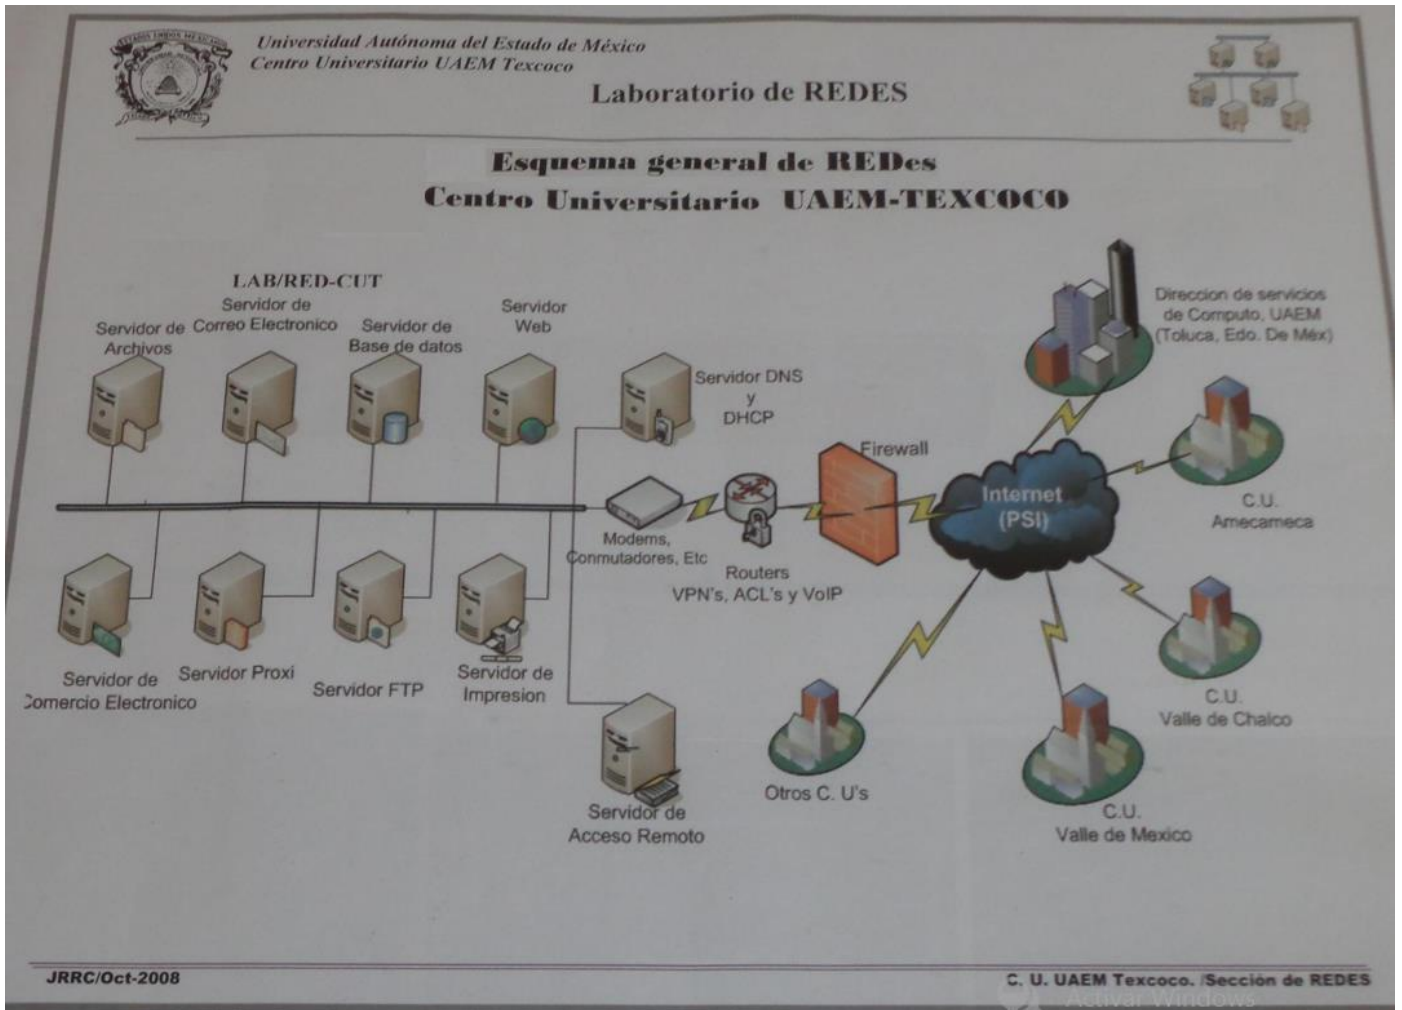 Universidad Autónoma del Estado de México
Centro Universitario UAEM Texcoco
Laboratorio de REDES
Esquema general de REDes
Centro Universitario UAEM-TEXCOCO
LAB/RED-CUT
Servidor de
Archivos
Servidor de
Correo Electronico
Servidor de
Base de datos
Servidor
Web
Servidor DNS
y
DHCP
Direccion de servicios
de Computo, UAEM
(Toluca, Edo. De Méx)
Firewall
Internet
(PSI)
C.U.
Amecameca
Modems,
Conmutadores, Etc
Routers
VPN's, ACL's y VoIP
Servidor de
Comercio Electronico
Servidor Proxi
Servidor FTP
Servidor de
Impresion
C.U.
Valle de Chalco
Otros C. U's
C.U.
Valle de Mexico
Servidor de
Acceso Remoto
JRRC/Oct-2008
C. U. UAEM Texcoco. /Sección de REDES
Activar Windows